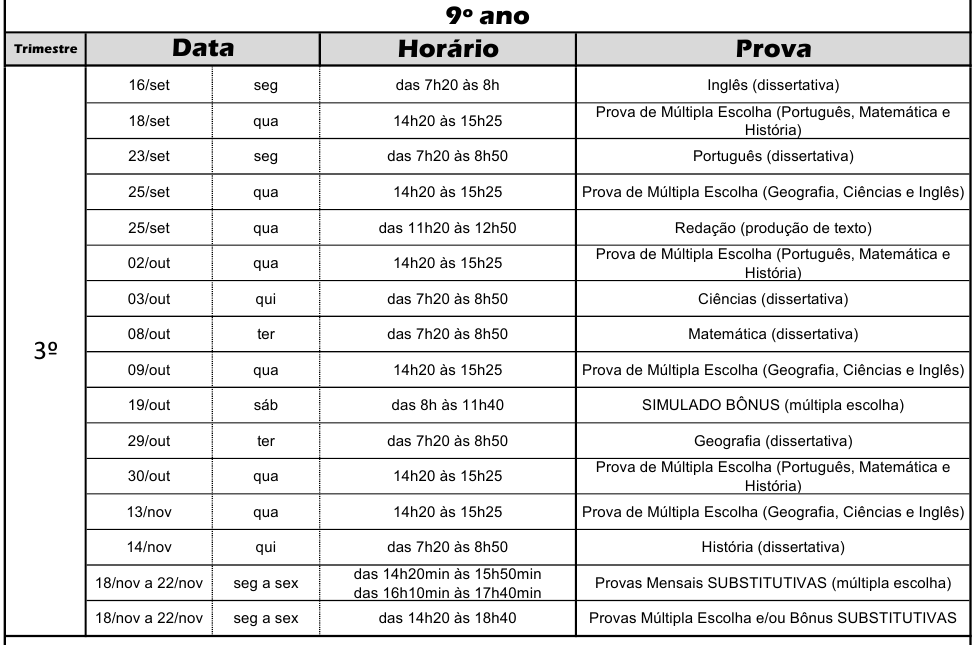 9º ano
Trimestre Data Horário Prova
3º
16/set seg das 7h20 às 8h Inglês (dissertativa)
18/set qua 14h20 às 15h25 Prova de Múltipla Escolha (Português, Matemática e
História)
23/set seg das 7h20 às 8h50 Português (dissertativa)
25/set qua 14h20 às 15h25 Prova de Múltipla Escolha (Geografia, Ciências e Inglês)
25/set qua das 11h20 às 12h50 Redação (produção de texto)
02/out qua 14h20 às 15h25 Prova de Múltipla Escolha (Português, Matemática e
História)
03/out qui das 7h20 às 8h50 Ciências (dissertativa)
08/out ter das 7h20 às 8h50 Matemática (dissertativa)
09/out qua 14h20 às 15h25 Prova de Múltipla Escolha (Geografia, Ciências e Inglês)
19/out sáb das 8h às 11h40 SIMULADO BÔNUS (múltipla escolha)
29/out ter das 7h20 às 8h50 Geografia (dissertativa)
30/out qua 14h20 às 15h25 Prova de Múltipla Escolha (Português, Matemática e
História)
13/nov qua 14h20 às 15h25 Prova de Múltipla Escolha (Geografia, Ciências e Inglês)
14/nov qui das 7h20 às 8h50 História (dissertativa)
18/nov a 22/nov seg a sex das 14h20min às 15h50min
das 16h10min às 17h40min Provas Mensais SUBSTITUTIVAS (múltipla escolha)
18/nov a 22/nov seg a sex das 14h20 às 18h40 Provas Múltipla Escolha e/ou Bônus SUBSTITUTIVAS